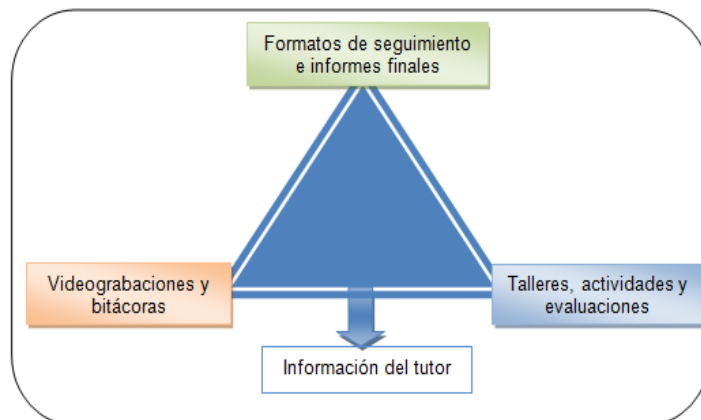 Formatos de seguimiento
e informes finales
Videograbaciones y
bitácoras
Talleres, actividades y
evaluaciones
Información del tutor